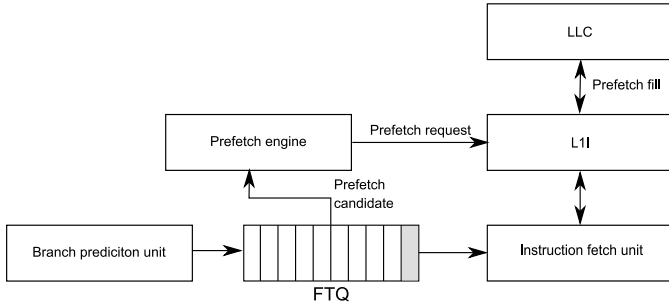 LLC
Prefetch fill
Prefetch engine
Prefetch request
L1I
Prefetch
candidate
Branch prediciton unit
Instruction fetch unit
FTQ